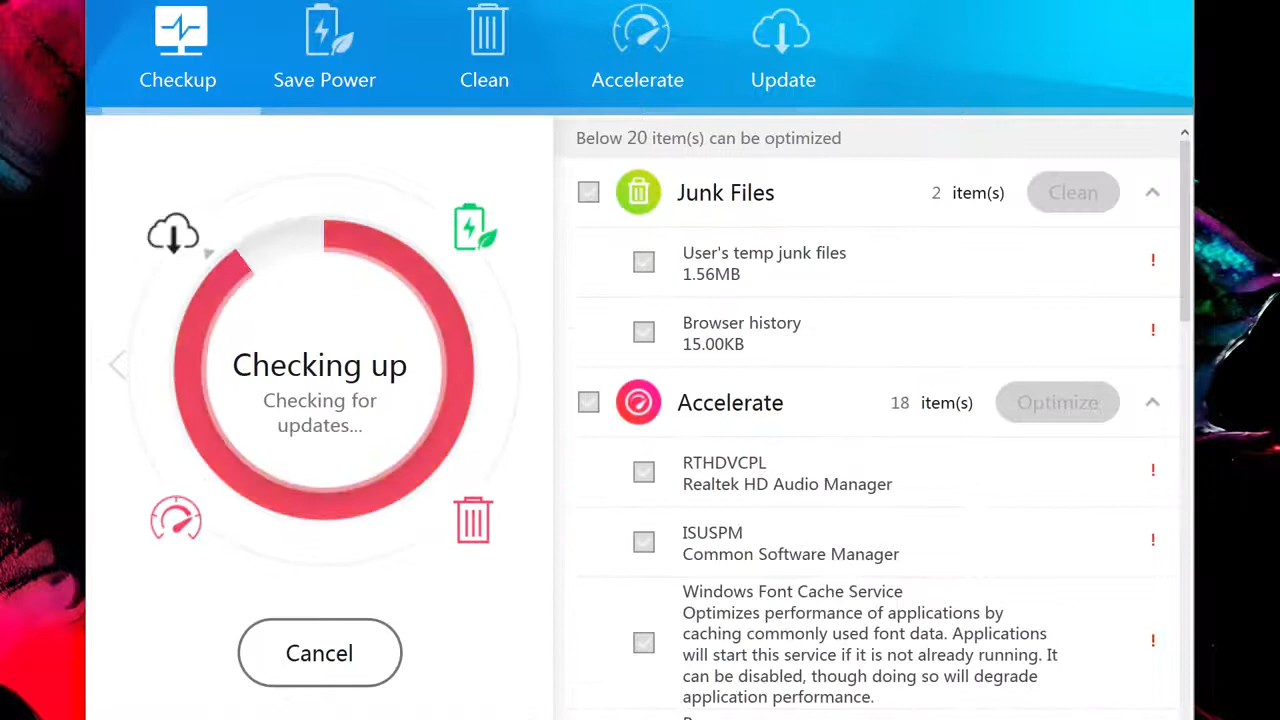 Checkup
Save Power
Clean
Accelerate
Update
Checking up
Checking for
updates...
Cancel
Below 20 item(s) can be optimized
Junk Files
2 item(s)
Clean
User's temp junk files
1.56MB
Browser history
15.00KB
Accelerate
18 item(s)
Optimize
RTHDVCPL
Realtek HD Audio Manager
ISUSPM
Common Software Manager
Windows Font Cache Service
Optimizes performance of applications by
caching commonly used font data. Applications
will start this service if it is not already running. It
can be disabled, though doing so will degrade
application performance.